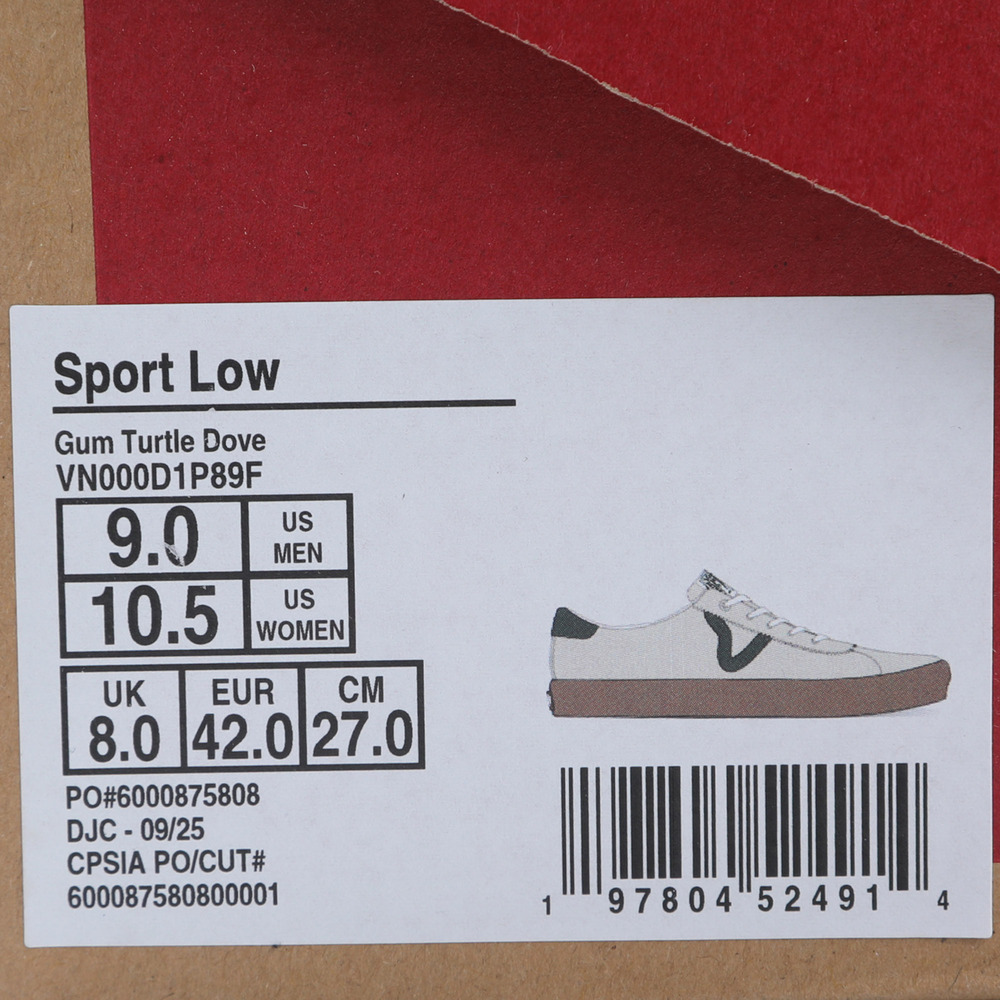 Sport Low
Gum Turtle Dove
VN000D1P89F
9.0 US MEN
10.5 US WOMEN
UK EUR CM
8.0 42.0 27.0
PO#6000875808
DJC - 09/25
CPSIA PO/CUT#
600087580800001
1 97804 52491 4